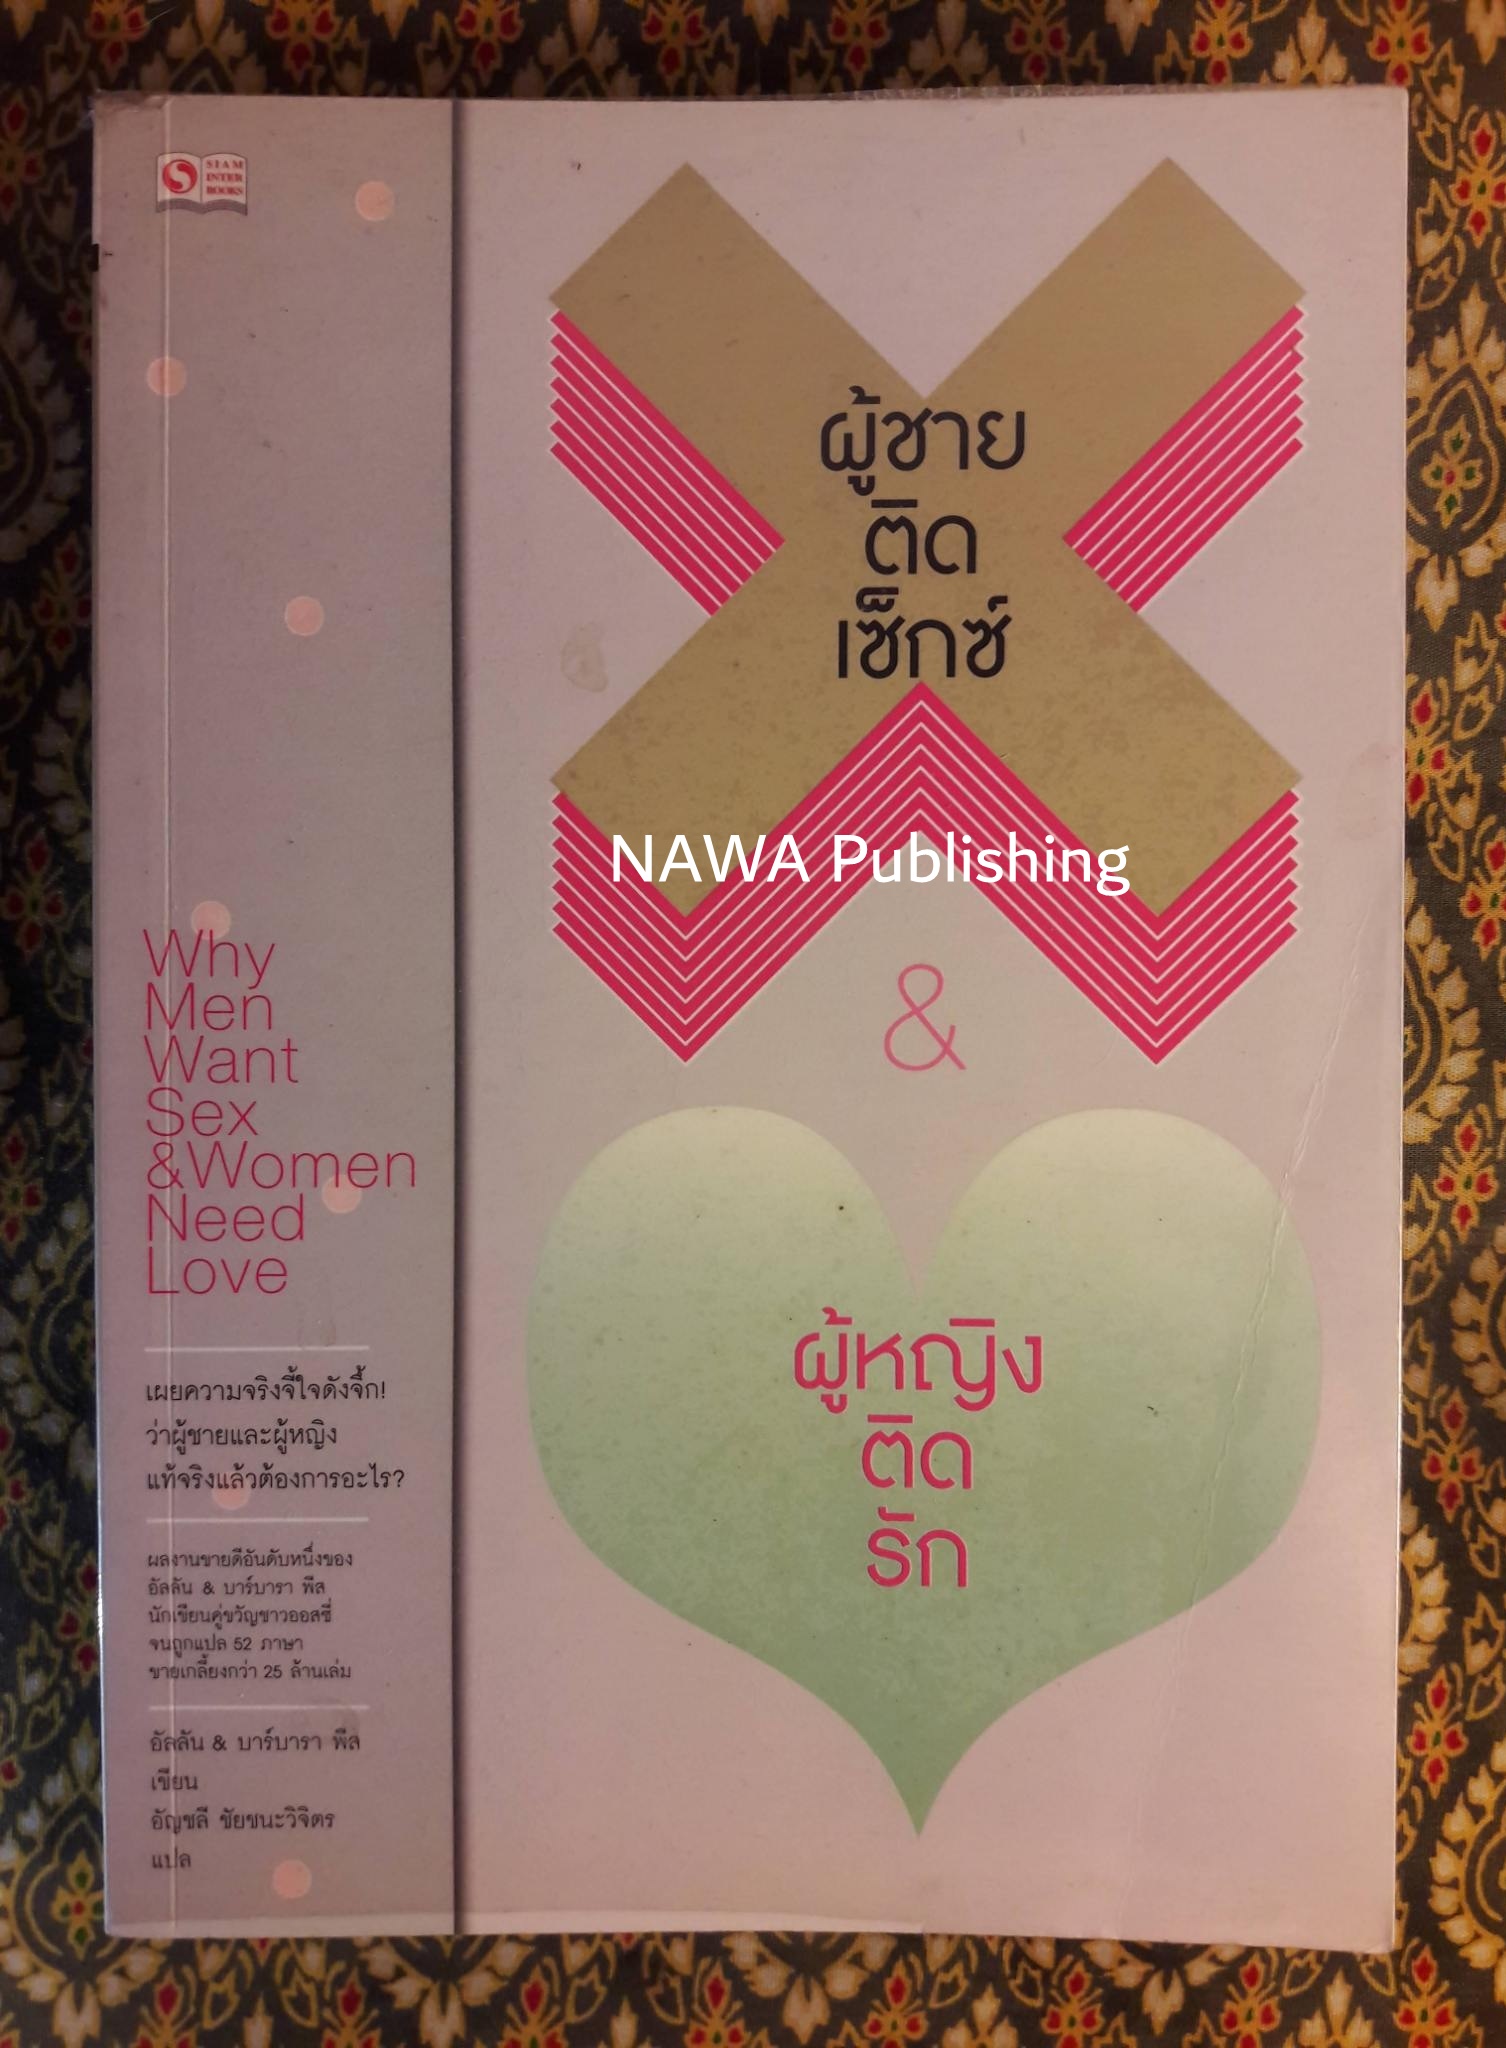 SIAM
INTER
BOOKS
ผู้ชาย
ติด
เซ็กซ์
NAWA Publishing
&
ผู้หญิง
ติด
รัก
Why
Men
Want
Sex
&Women
Need
Love
เผยความจริงจี้ใจดังจึ้ก!
ว่าผู้ชายและผู้หญิง
แท้จริงแล้วต้องการอะไร?
ผลงานขายดีอันดับหนึ่งของ
อัลลัน & บาร์บารา พีส
นักเขียนคู่ขวัญชาวออสซี่
จนถูกแปล 52 ภาษา
ขายเกลี้ยงกว่า 25 ล้านเล่ม
อัลลัน & บาร์บารา พีส
เขียน
อัญชลี ชัยชนะวิจิตร
แปล